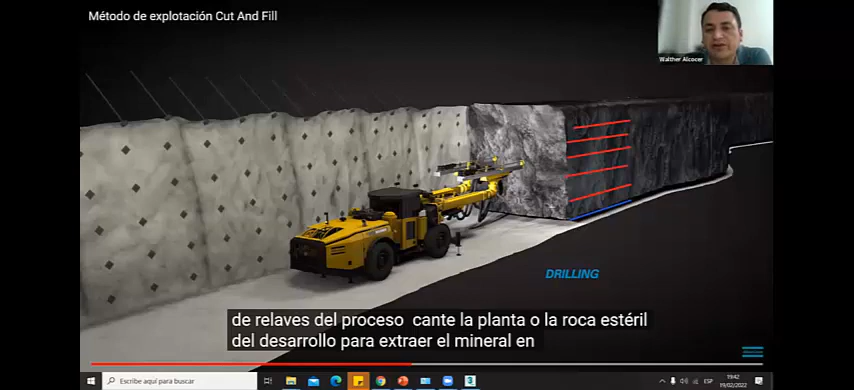 Método de explotación Cut And Fill
Walther Alcocer
DRILLING
de relaves del proceso cante la planta o la roca estéril
del desarrollo para extraer el mineral en
Escribe aquí para buscar
ESP
19:42
19/02/2022